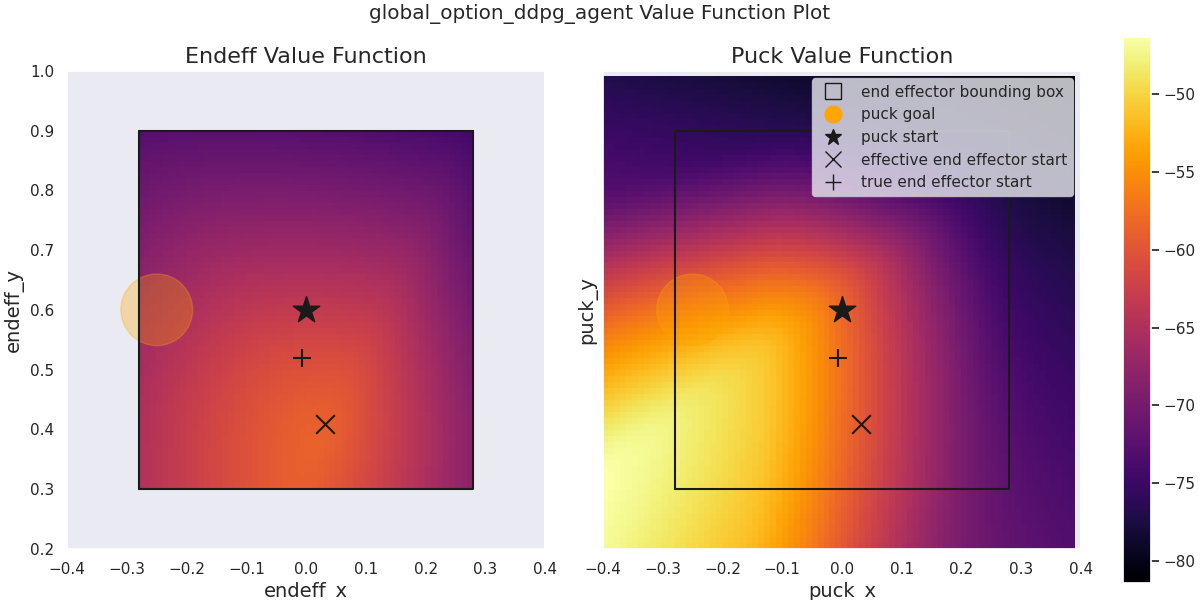 global_option_ddpg_agent Value Function Plot
Endeff Value Function
1.0
0.9
0.8
0.7
0.6
0.5
0.4
0.3
0.2
endeff_y
−0.4 −0.3 −0.2 −0.1 0.0 0.1 0.2 0.3 0.4
endeff_x
Puck Value Function
end effector bounding box
puck goal
puck start
effective end effector start
true end effector start
puck_y
−0.4 −0.3 −0.2 −0.1 0.0 0.1 0.2 0.3 0.4
puck_x
−50
−55
−60
−65
−70
−75
−80